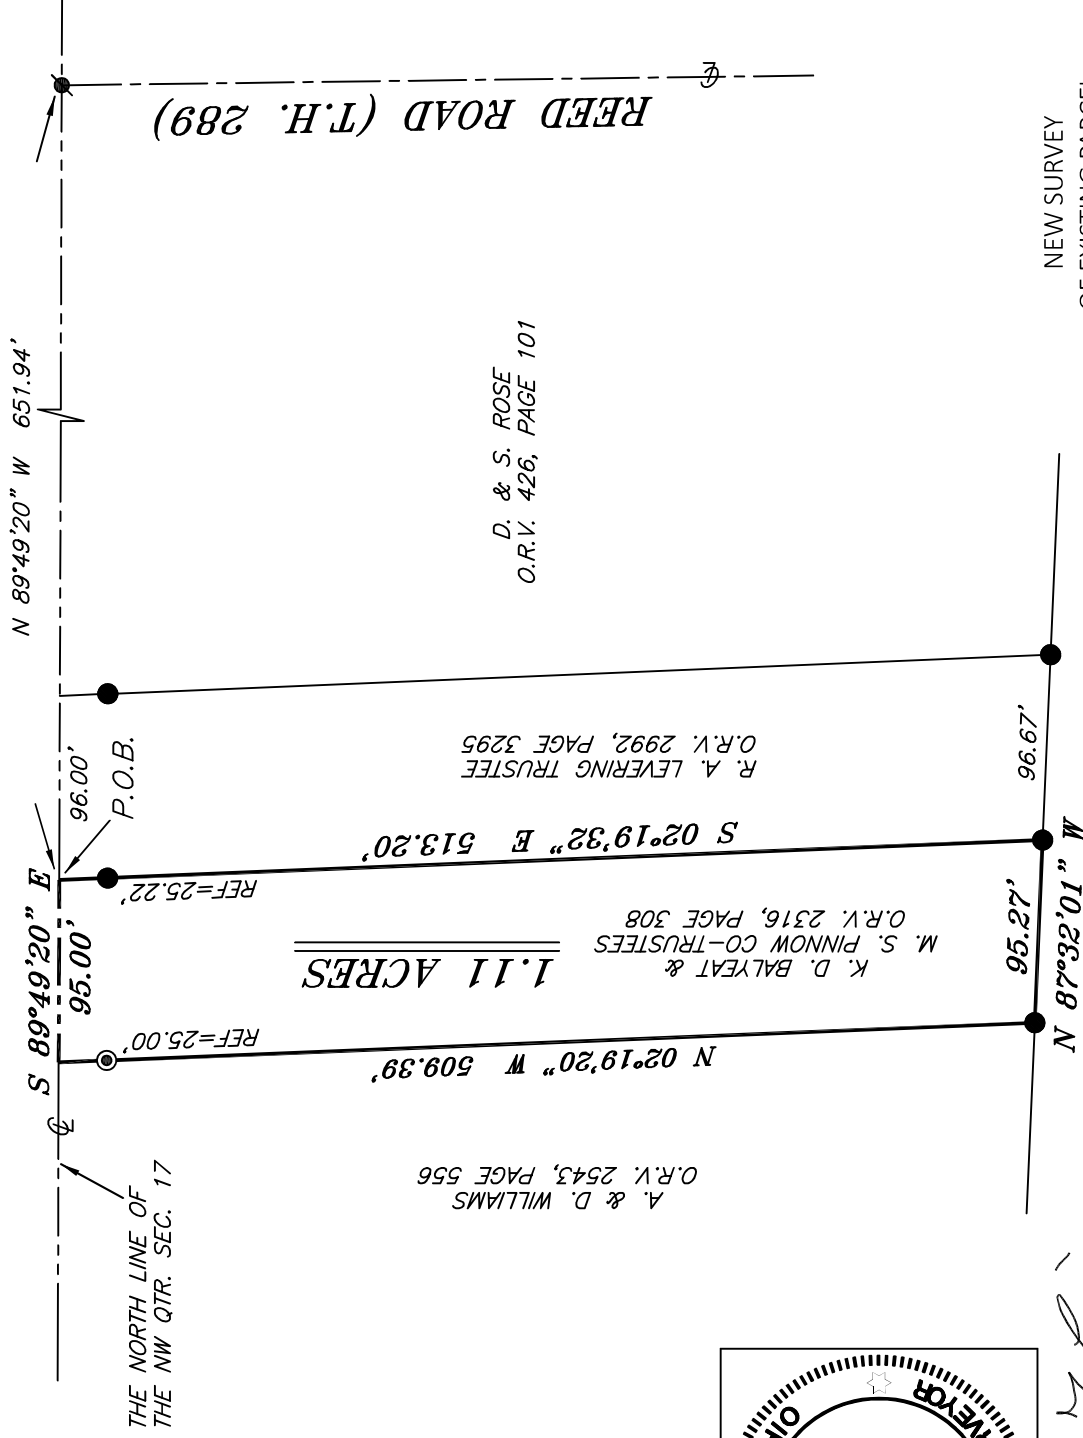 REED ROAD (T.H. 289)
N 89°49'20" W 651.94'
NEW SURVEY
OF EXISTING PARCEL
D. & S. ROSE
O.R.V. 426, PAGE 101
96.00'
P.O.B.
R. A. LEVERING TRUSTEE
O.R.V. 2992, PAGE 3295
96.67'
S 02°19'32" E 513.20'
REF=25.22'
S 89°49'20" E
95.00'
1.11 ACRES
K. D. BALYEAT &
M. S. PINNOW CO-TRUSTEES
O.R.V. 2316, PAGE 308
95.27'
N 87°32'01" W
REF=25.00'
N 02°19'20" W 509.39'
A. & D. WILLIAMS
O.R.V. 2543, PAGE 556
THE NORTH LINE OF
THE NW QTR. SEC. 17